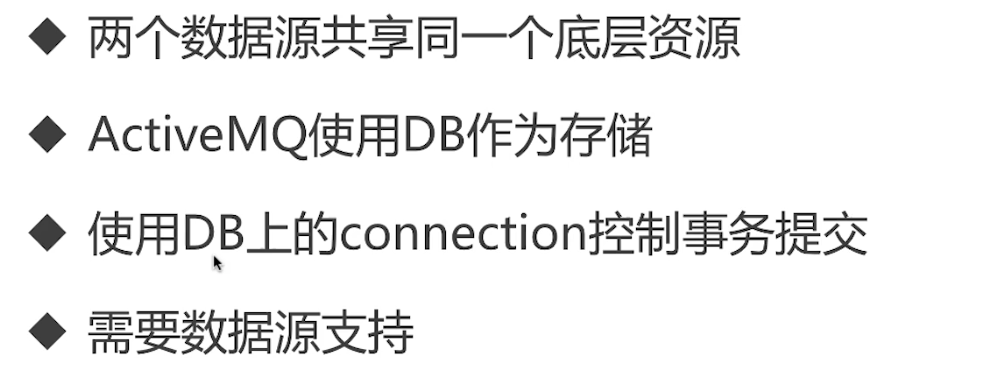 两个数据源共享同一个底层资源
ActiveMQ使用DB作为存储
使用DB上的connection控制事务提交
需要数据源支持